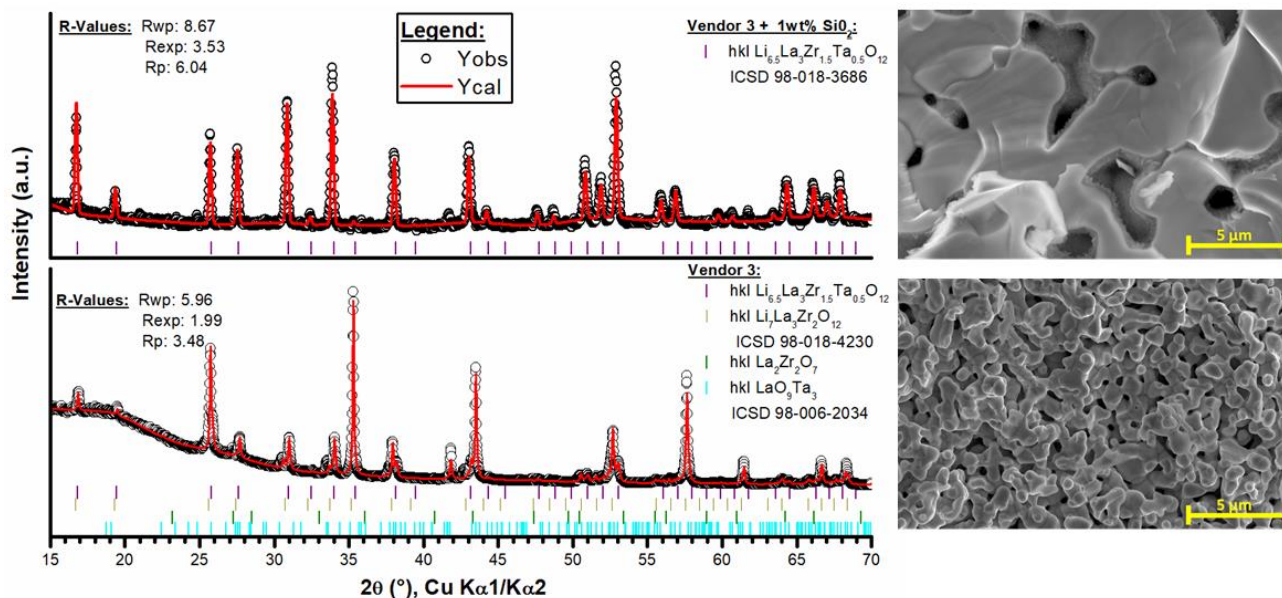 R-Values: Rwp: 8.67
Rexp: 3.53
Rp: 6.04
Legend:
Yobs
Ycal
Vendor 3 + 1wt% Si0₂:
hkl Li₆.₅La₃Zr₁.₅Ta₀.₅O₁₂
ICSD 98-018-3686
5 µm
Intensity (a.u.)
R-Values: Rwp: 5.96
Rexp: 1.99
Rp: 3.48
Vendor 3:
hkl Li₆.₅La₃Zr₁.₅Ta₀.₅O₁₂
hkl Li₇La₃Zr₂O₁₂
ICSD 98-018-4230
hkl La₂Zr₂O₇
hkl LaO₉Ta₃
ICSD 98-006-2034
5 µm
15 20 25 30 35 40 45 50 55 60 65 70
2θ (°), Cu Kα1/Kα2